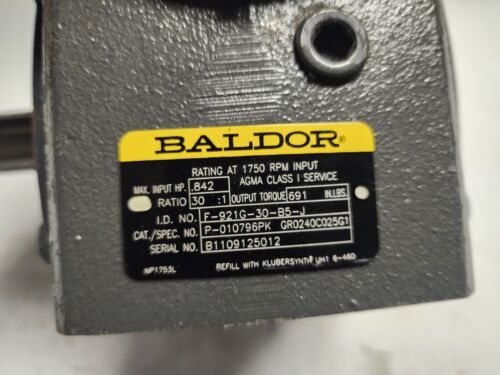 BALDOR®
RATING AT 1750 RPM INPUT
MAX. INPUT HP. .842 AGMA CLASS I SERVICE
RATIO 30 :1 OUTPUT TORQUE 691 IN.LBS.
I.D. NO. F-921G-30-B5-J
CAT./SPEC. NO. P-010796PK GR0240C025G1
SERIAL NO. B1109125012
NP1753L REFILL WITH KLUBERSYNTH UH1 6-460